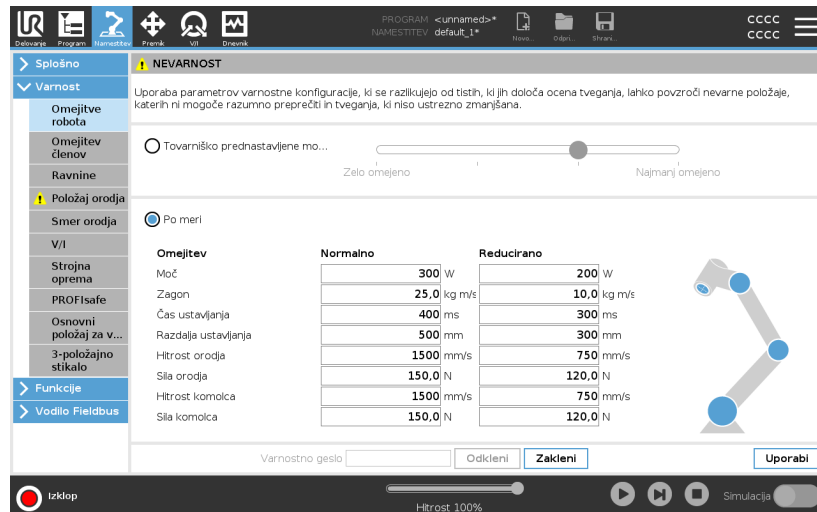 PROGRAM <unnamed>*
NAMESTITEV default_1*
Nova... Odpri... Shrani...
cccc
cccc
Delovanje Program Namestitev Premik V/I Dnevnik
Splošno
Varnost
Omejitve
robota
Omejitev
členov
Ravnine
Položaj orodja
Smer orodja
V/I
Strojna
oprema
PROFIsafe
Osnovni
položaj za v...
3-položajno
stikalo
Funkcije
Vodilo Fieldbus
NEVARNOST
Uporaba parametrov varnostne konfiguracije, ki se razlikujejo od tistih, ki jih določa ocena tveganja, lahko povzroči nevarne položaje,
katerih ni mogoče razumno preprečiti in tveganja, ki niso ustrezno zmanjšana.
Tovarniško prednastavljene mo...
Zelo omejeno Najmanj omejeno
Po meri
Omejitev Normalno Reducirano
Moč 300 W 200 W
Zagon 25,0 kg m/s 10,0 kg m/s
Čas ustavljanja 400 ms 300 ms
Razdalja ustavljanja 500 mm 300 mm
Hitrost orodja 1500 mm/s 750 mm/s
Sila orodja 150,0 N 120,0 N
Hitrost komolca 1500 mm/s 750 mm/s
Sila komolca 150,0 N 120,0 N
Varnostno geslo Odkleni Zakleni Uporabi
Izklop
Hitrost 100%
Simulacija